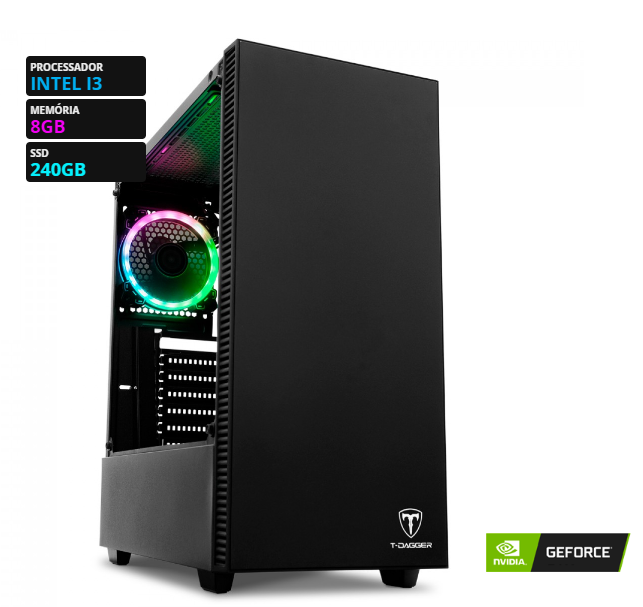 PROCESSADOR
INTEL I3
MEMÓRIA
8GB
SSD
240GB
T-DAGGER
NVIDIA.
GEFORCE